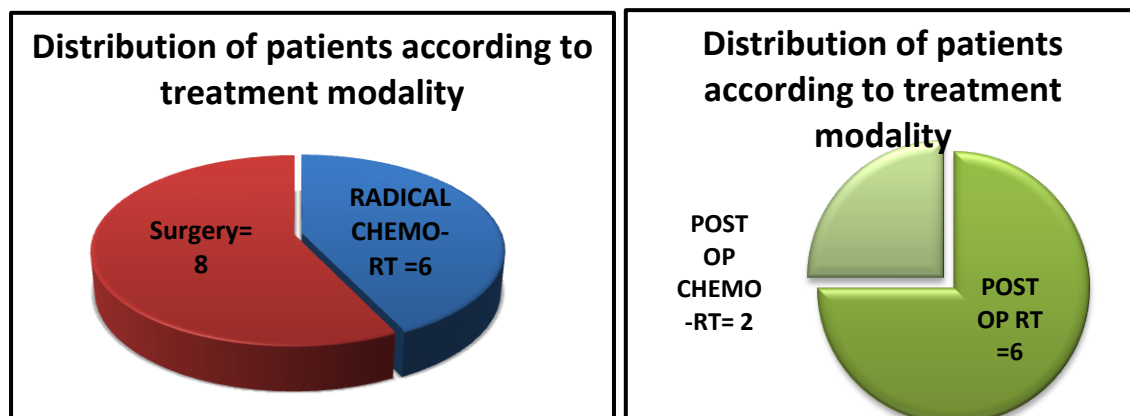 Distribution of patients according to
treatment modality
Surgery=
8
RADICAL
CHEMO-
RT =6
Distribution of patients
according to treatment
modality
POST
OP
CHEMO
-RT= 2
POST
OP RT
=6